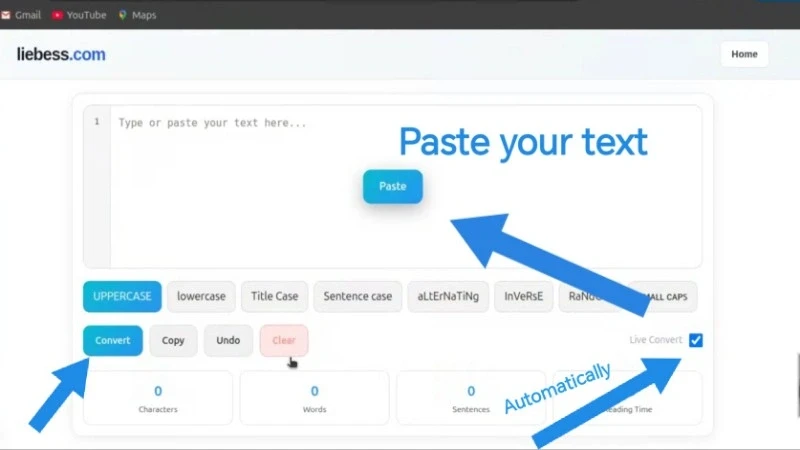 Gmail YouTube Maps
liebess.com Home
1 Type or paste your text here...
Paste your text
Paste
UPPERCASE lowercase Title Case Sentence case aLtErNaTiNg InVeRsE CAPS
Convert Copy Undo Clear Live Convert
Automatically
0 0 0
Characters Words Sentences Time